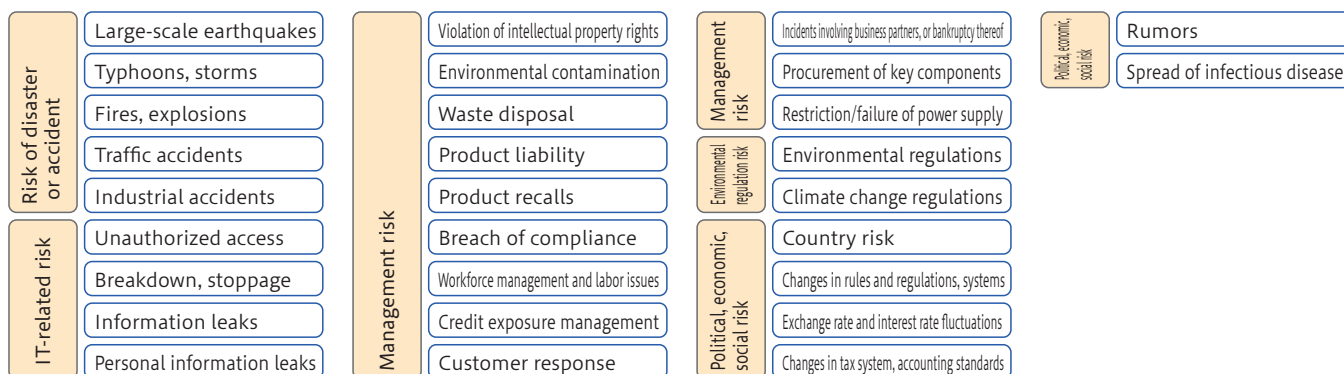 Risk of disaster
or accident
Large-scale earthquakes
Typhoons, storms
Fires, explosions
Traffic accidents
Industrial accidents
IT-related risk
Unauthorized access
Breakdown, stoppage
Information leaks
Personal information leaks
Management risk
Violation of intellectual property rights
Environmental contamination
Waste disposal
Product liability
Product recalls
Breach of compliance
Workforce management and labor issues
Credit exposure management
Customer response
Management
risk
Incidents involving business partners, or bankruptcy thereof
Procurement of key components
Restriction/failure of power supply
Environmental
regulation risk
Environmental regulations
Climate change regulations
Political, economic,
social risk
Country risk
Changes in rules and regulations, systems
Exchange rate and interest rate fluctuations
Changes in tax system, accounting standards
Political, economic,
social risk
Rumors
Spread of infectious disease